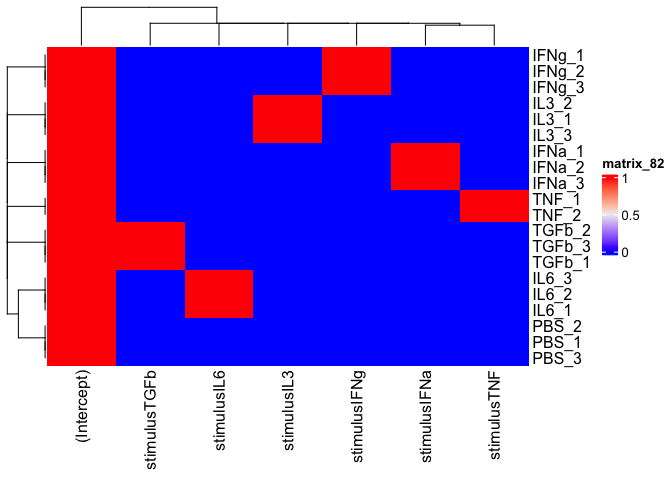 IFNg_1
IFNg_2
IFNg_3
IL3_2
IL3_1
IL3_3
IFNa_1
IFNa_2
IFNa_3
TNF_1
TNF_2
TGFb_2
TGFb_3
TGFb_1
IL6_3
IL6_2
IL6_1
PBS_2
PBS_1
PBS_3
matrix_82
1
0.5
0
(Intercept)
stimulusTGFb
stimulusIL6
stimulusIL3
stimulusIFNg
stimulusIFNa
stimulusTNF